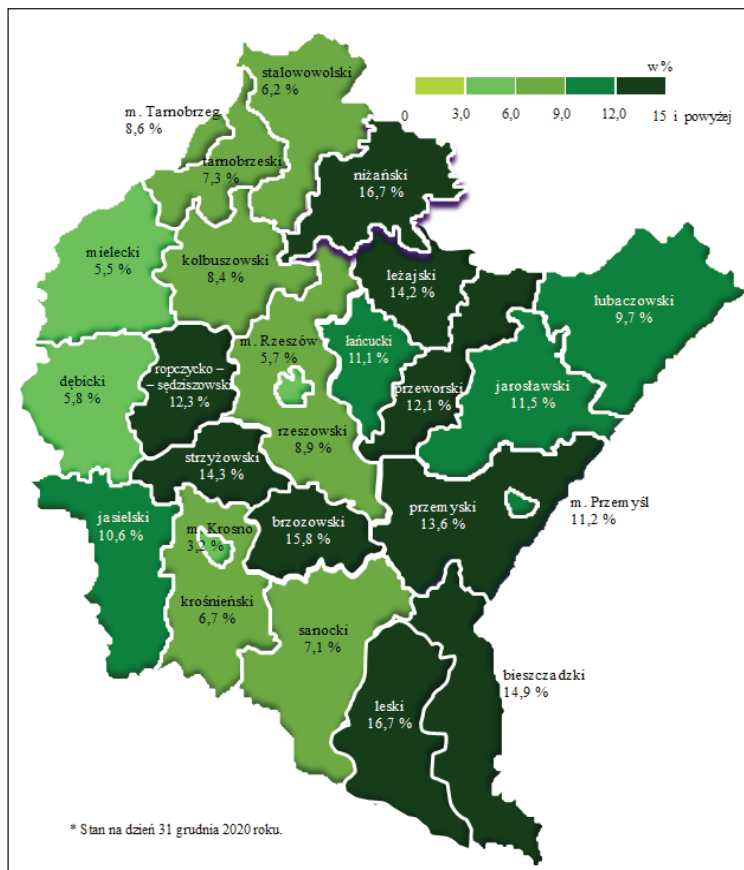 w %
0 3,0 6,0 9,0 12,0 15 i powyżej
stalowowolski
6,2 %
m. Tarnobrzeg
8,6 %
tarnobrzeski
7,3 %
niżański
16,7 %
mielecki
5,5 %
kolbuszowski
8,4 %
leżajski
14,2 %
lubaczowski
9,7 %
m. Rzeszów
5,7 %
łańcucki
11,1 %
ropczycko –
– sędziszowski
12,3 %
dębicki
5,8 %
przeworski
12,1 %
jarosławski
11,5 %
rzeszowski
8,9 %
strzyżowski
14,3 %
przemyski
13,6 %
m. Przemyśl
11,2 %
jasielski
10,6 %
m. Krosno
3,2 %
brzozowski
15,8 %
krośnieński
6,7 %
sanocki
7,1 %
bieszczadzki
14,9 %
leski
16,7 %
* Stan na dzień 31 grudnia 2020 roku.